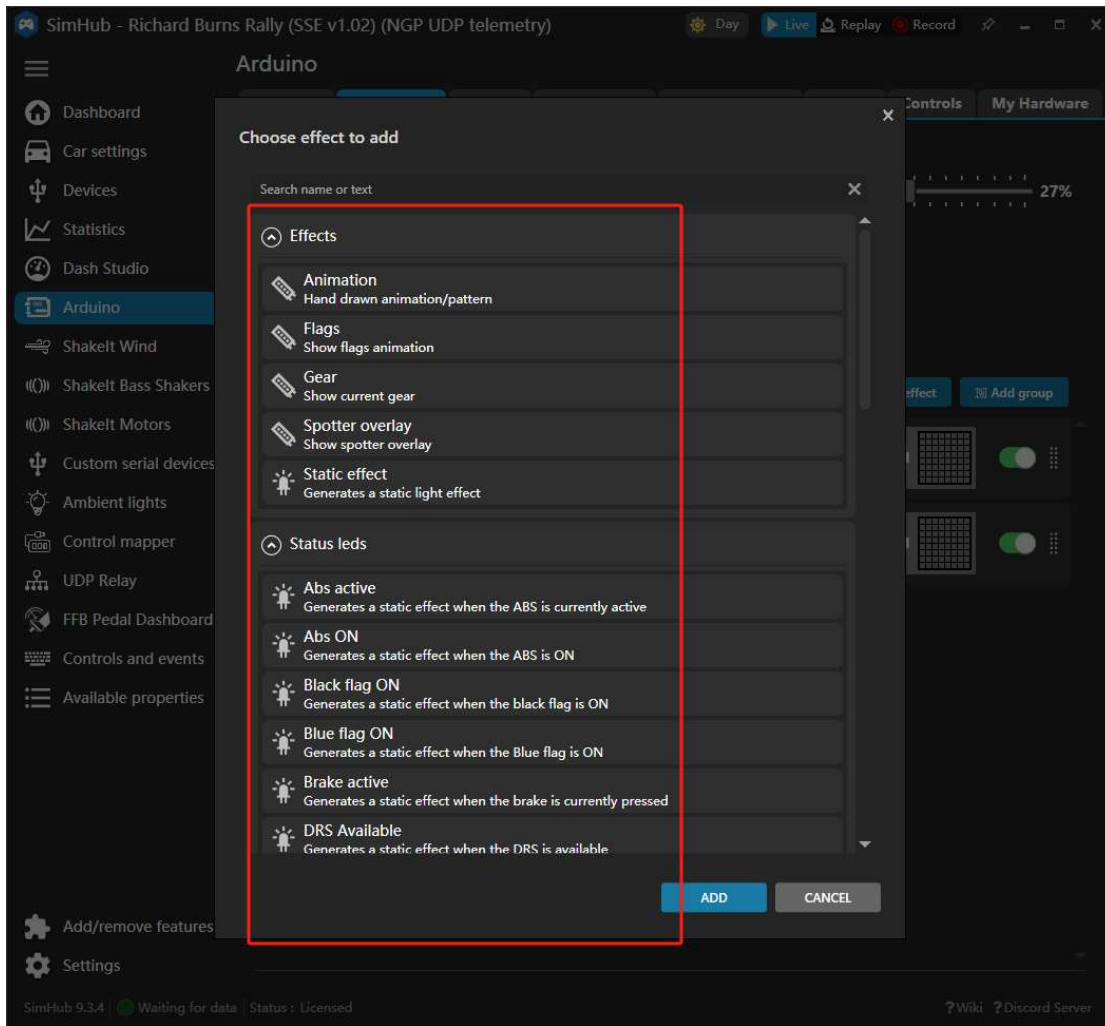 SimHub - Richard Burns Rally (SSE v1.02) (NGP UDP telemetry)
Day
Live
Replay
Record
Arduino
Dashboard
Car settings
Devices
Statistics
Dash Studio
Arduino
ShakeIt Wind
ShakeIt Bass Shakers
ShakeIt Motors
Custom serial devices
Ambient lights
Control mapper
UDP Relay
FFB Pedal Dashboard
Controls and events
Available properties
Add/remove features
Settings
Controls
My Hardware
27%
effect
Add group
Choose effect to add
Search name or text
Effects
Animation
Hand drawn animation/pattern
Flags
Show flags animation
Gear
Show current gear
Spotter overlay
Show spotter overlay
Static effect
Generates a static light effect
Status leds
Abs active
Generates a static effect when the ABS is currently active
Abs ON
Generates a static effect when the ABS is ON
Black flag ON
Generates a static effect when the black flag is ON
Blue flag ON
Generates a static effect when the Blue flag is ON
Brake active
Generates a static effect when the brake is currently pressed
DRS Available
Generates a static effect when the DRS is available
ADD
CANCEL
SimHub 9.3.4
Waiting for data
Status : Licensed
?Wiki
?Discord Server